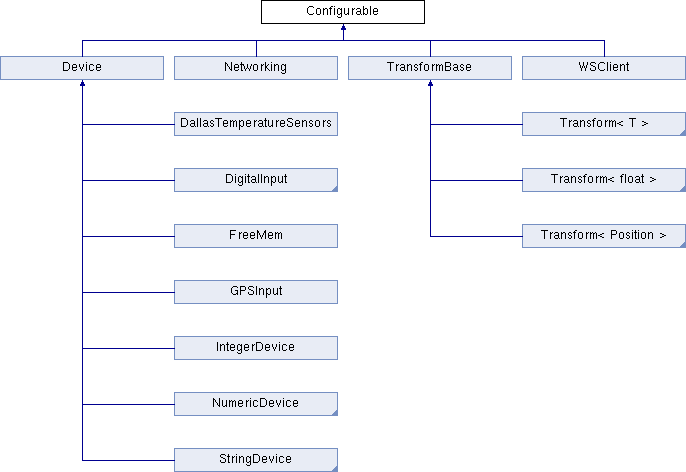 Configurable
Device
Networking
TransformBase
WSClient
DallasTemperatureSensors
Transform< T >
DigitalInput
Transform< float >
FreeMem
Transform< Position >
GPSInput
IntegerDevice
NumericDevice
StringDevice